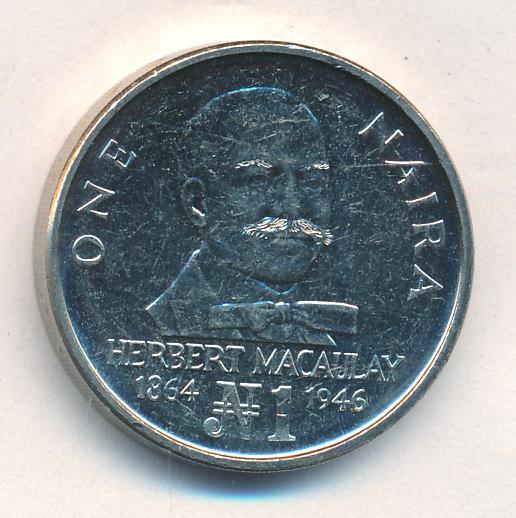 ONE NAIRA
HERBERT MACAULAY
1864 1946
₦1